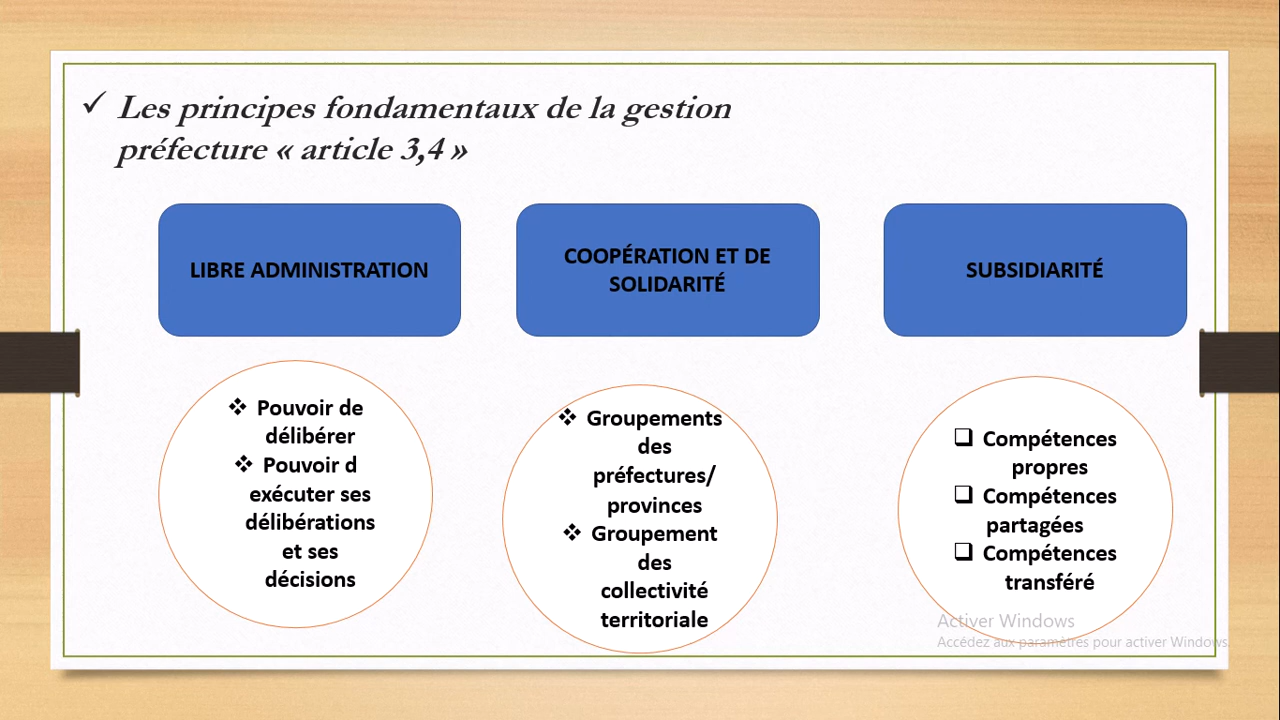 ✓ Les principes fondamentaux de la gestion
préfecture « article 3,4 »
LIBRE ADMINISTRATION
COOPÉRATION ET DE
SOLIDARITÉ
SUBSIDIARITÉ
❖ Pouvoir de
délibérer
❖ Pouvoir d
exécuter ses
délibérations
et ses
décisions
❖ Groupements
des
préfectures/
provinces
❖ Groupement
des
collectivité
territoriale
❑ Compétences
propres
❑ Compétences
partagées
❑ Compétences
transféré
Activer Windows
Accédez aux paramètres pour activer Windows.